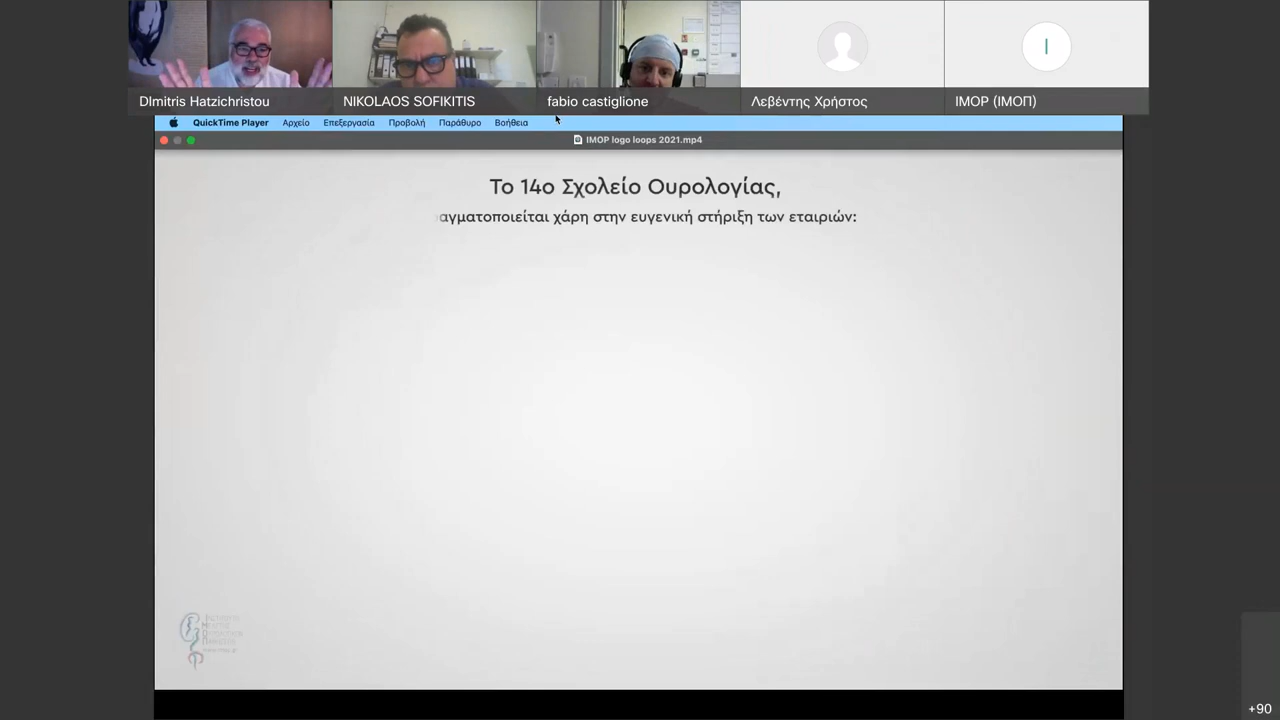 DImitris Hatzichristou
NIKOLAOS SOFIKITIS
fabio castiglione
Λεβέντης Χρήστος
I
IMOP (ΙΜΟΠ)
QuickTime Player Αρχείο Επεξεργασία Προβολή Παράθυρο Βοήθεια
IMOP logo loops 2021.mp4
Το 14ο Σχολείο Ουρολογίας,
αγματοποιείται χάρη στην ευγενική στήριξη των εταιριών:
+90